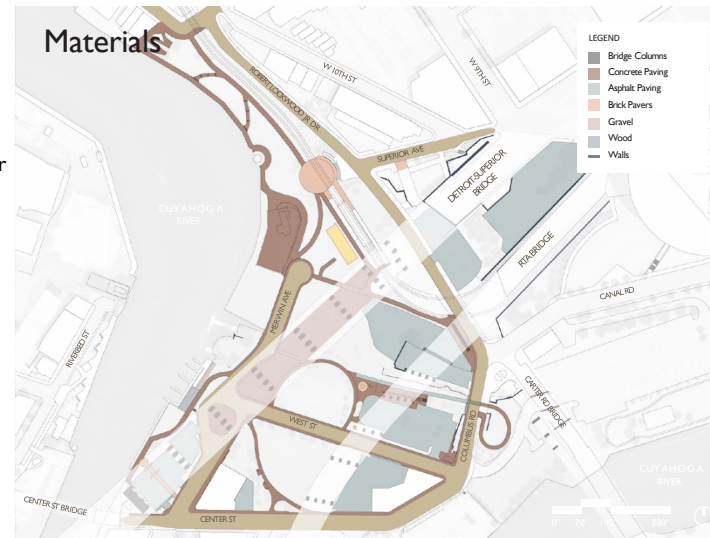 Materials
r
LEGEND
Bridge Columns
Concrete Paving
Asphalt Paving
Brick Pavers
Gravel
Wood
Walls
W 10TH ST
W 9TH ST
ROBERT LOCKWOOD JR. DR
SUPERIOR AVE
DETROIT-SUPERIOR
BRIDGE
RTA BRIDGE
CUYAHOGA
RIVER
CANAL RD
MERWIN AVE
RIVERBED ST
CARTER RD BRIDGE
WEST ST
COLUMBUS RD
CUYAHOGA
RIVER
CENTER ST BRIDGE
CENTER ST
0' 70 140 280'